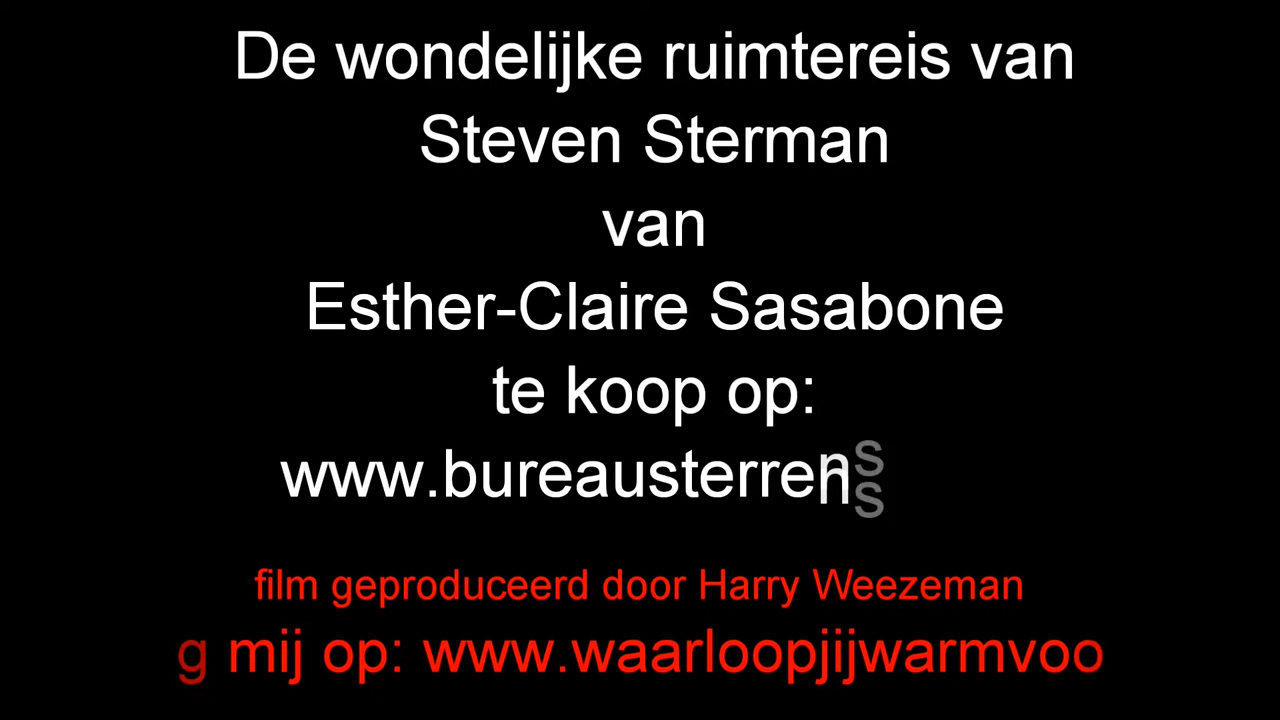 De wondelijke ruimtereis van
Steven Sterman
van
Esther-Claire Sasabone
te koop op:
www.bureausterrens
film geproduceerd door Harry Weezeman
g mij op: www.waarloopjijwarmvoo